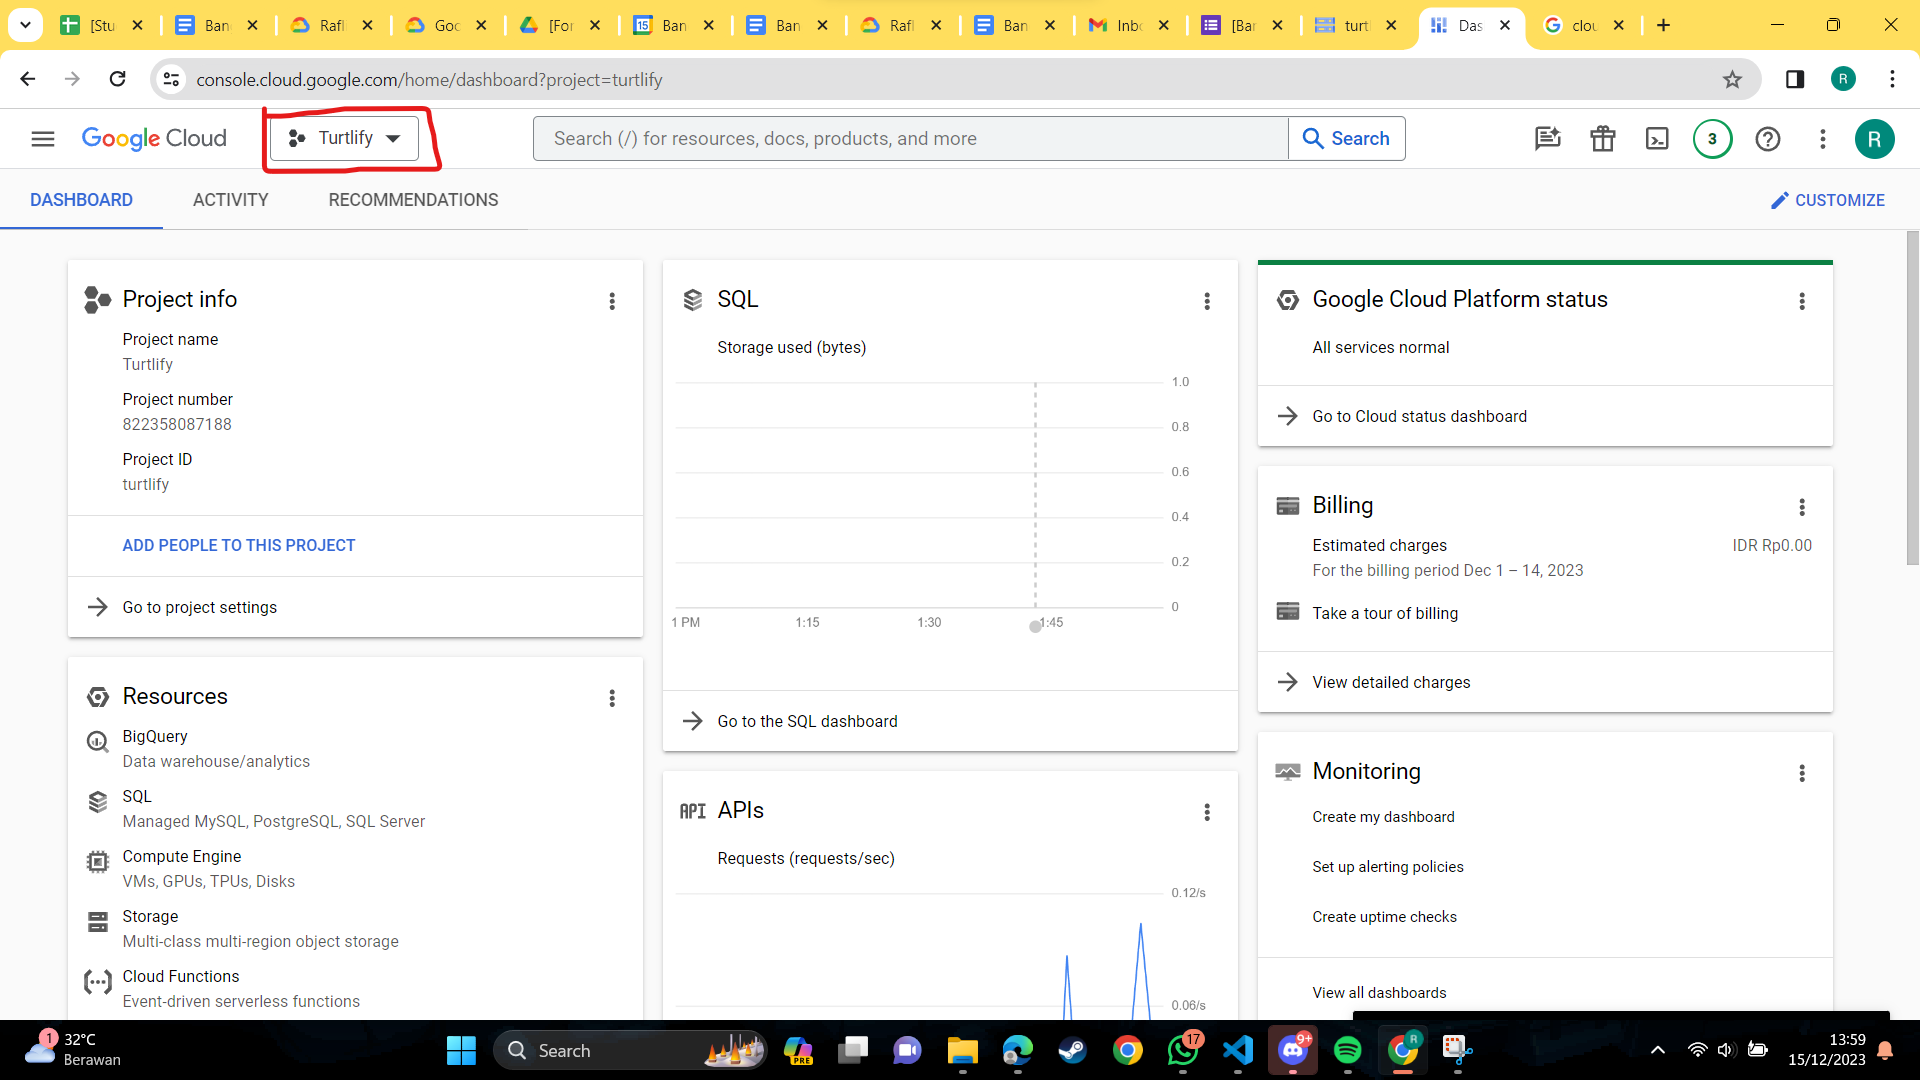 [Stu
Ban
Rafl
Goo
[For
15
Ban
Ban
Rafl
Ban
Inbo
[Ban
turtl
Das
clou
console.cloud.google.com/home/dashboard?project=turtlify
R
Google Cloud
Turtlify
Search (/) for resources, docs, products, and more
Search
3
R
DASHBOARD
ACTIVITY
RECOMMENDATIONS
CUSTOMIZE
Project info
Project name
Turtlify
Project number
822358087188
Project ID
turtlify
ADD PEOPLE TO THIS PROJECT
Go to project settings
Resources
BigQuery
Data warehouse/analytics
SQL
Managed MySQL, PostgreSQL, SQL Server
Compute Engine
VMs, GPUs, TPUs, Disks
Storage
Multi-class multi-region object storage
Cloud Functions
Event-driven serverless functions
SQL
Storage used (bytes)
1.0
0.8
0.6
0.4
0.2
0
1 PM
1:15
1:30
1:45
Go to the SQL dashboard
API APIs
Requests (requests/sec)
0.12/s
0.06/s
Google Cloud Platform status
All services normal
Go to Cloud status dashboard
Billing
Estimated charges
IDR Rp0.00
For the billing period Dec 1 – 14, 2023
Take a tour of billing
View detailed charges
Monitoring
Create my dashboard
Set up alerting policies
Create uptime checks
View all dashboards
1
32°C
Berawan
Search
PRE
17
9+
R
13:59
15/12/2023